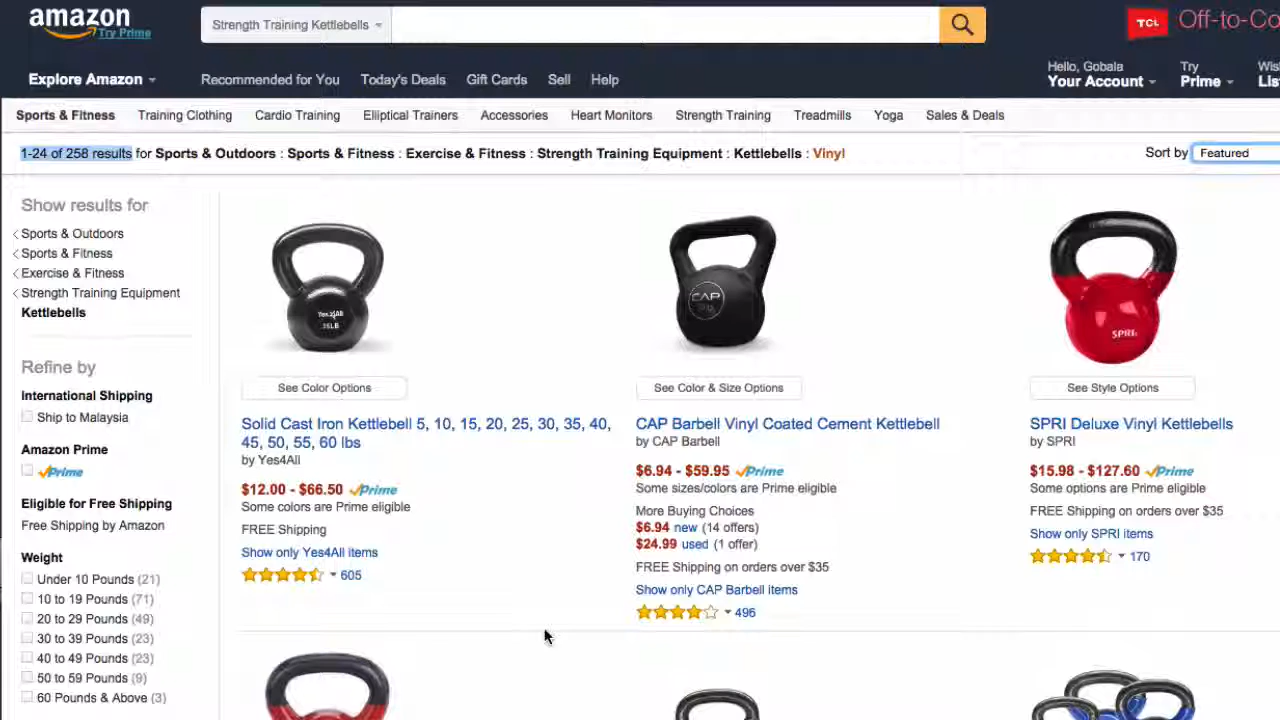 amazon
Try Prime
Strength Training Kettlebells
TCL
Off-to-Co
Explore Amazon
Recommended for You
Today's Deals
Gift Cards
Sell
Help
Hello, Gobala
Your Account
Try
Prime
Wis
Lis
Sports & Fitness
Training Clothing
Cardio Training
Elliptical Trainers
Accessories
Heart Monitors
Strength Training
Treadmills
Yoga
Sales & Deals
1-24 of 258 results for Sports & Outdoors : Sports & Fitness : Exercise & Fitness : Strength Training Equipment : Kettlebells : Vinyl
Sort by
Featured
Show results for
Sports & Outdoors
Sports & Fitness
Exercise & Fitness
Strength Training Equipment
Kettlebells
Refine by
International Shipping
Ship to Malaysia
Amazon Prime
Prime
Eligible for Free Shipping
Free Shipping by Amazon
Weight
Under 10 Pounds (21)
10 to 19 Pounds (71)
20 to 29 Pounds (49)
30 to 39 Pounds (23)
40 to 49 Pounds (23)
50 to 59 Pounds (9)
60 Pounds & Above (3)
Yes4All
35LB
See Color Options
Solid Cast Iron Kettlebell 5, 10, 15, 20, 25, 30, 35, 40,
45, 50, 55, 60 lbs
by Yes4All
$12.00 - $66.50 Prime
Some colors are Prime eligible
FREE Shipping
Show only Yes4All items
605
CAP
See Color & Size Options
CAP Barbell Vinyl Coated Cement Kettlebell
by CAP Barbell
$6.94 - $59.95 Prime
Some sizes/colors are Prime eligible
More Buying Choices
$6.94 new (14 offers)
$24.99 used (1 offer)
FREE Shipping on orders over $35
Show only CAP Barbell items
496
SPRI
See Style Options
SPRI Deluxe Vinyl Kettlebells
by SPRI
$15.98 - $127.60 Prime
Some options are Prime eligible
FREE Shipping on orders over $35
Show only SPRI items
170